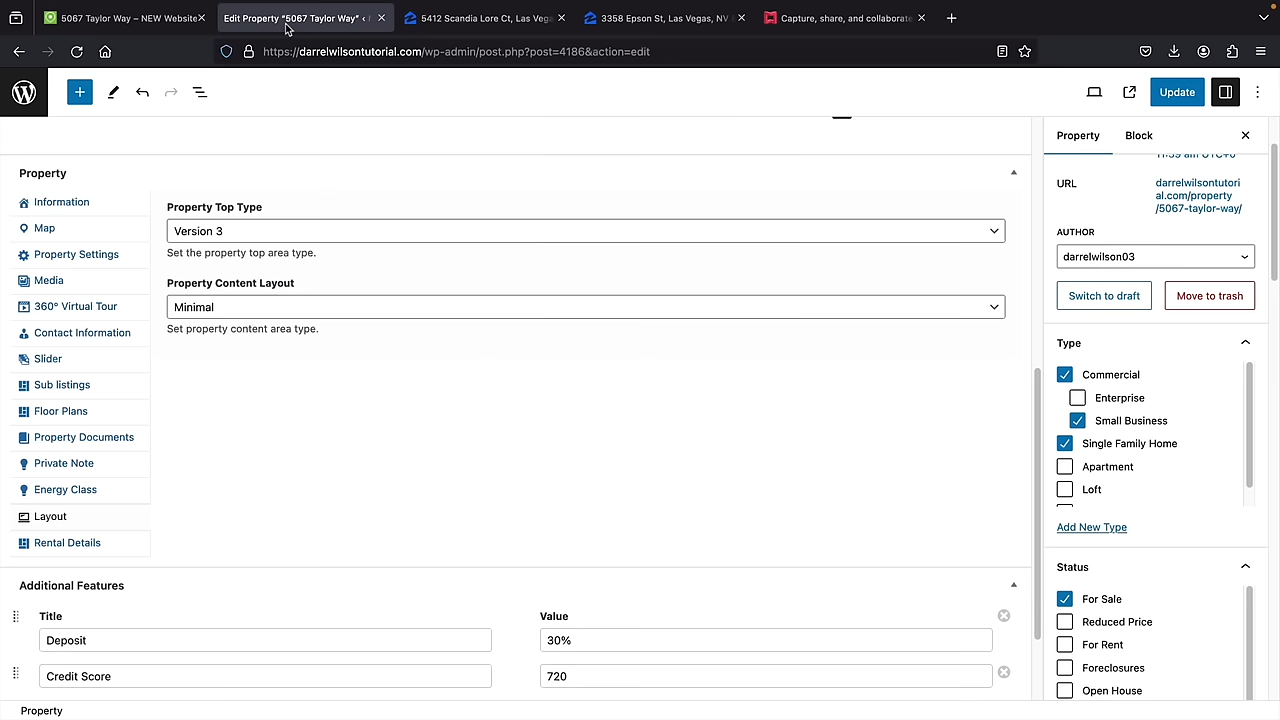 5067 Taylor Way – NEW Website
Edit Property "5067 Taylor Way" ‹
5412 Scandia Lore Ct, Las Vega
3358 Epson St, Las Vegas, NV
Capture, share, and collaborate
https://darrelwilsontutorial.com/wp-admin/post.php?post=4186&action=edit
Update
Property
Block
URL
darrelwilsontutori
al.com/property
/5067-taylor-way/
AUTHOR
darrelwilson03
Switch to draft
Move to trash
Type
Commercial
Enterprise
Small Business
Single Family Home
Apartment
Loft
Add New Type
Status
For Sale
Reduced Price
For Rent
Foreclosures
Open House
Property
Information
Map
Property Settings
Media
360° Virtual Tour
Contact Information
Slider
Sub listings
Floor Plans
Property Documents
Private Note
Energy Class
Layout
Rental Details
Property Top Type
Version 3
Set the property top area type.
Property Content Layout
Minimal
Set property content area type.
Additional Features
Title
Value
Deposit
30%
Credit Score
720
Property